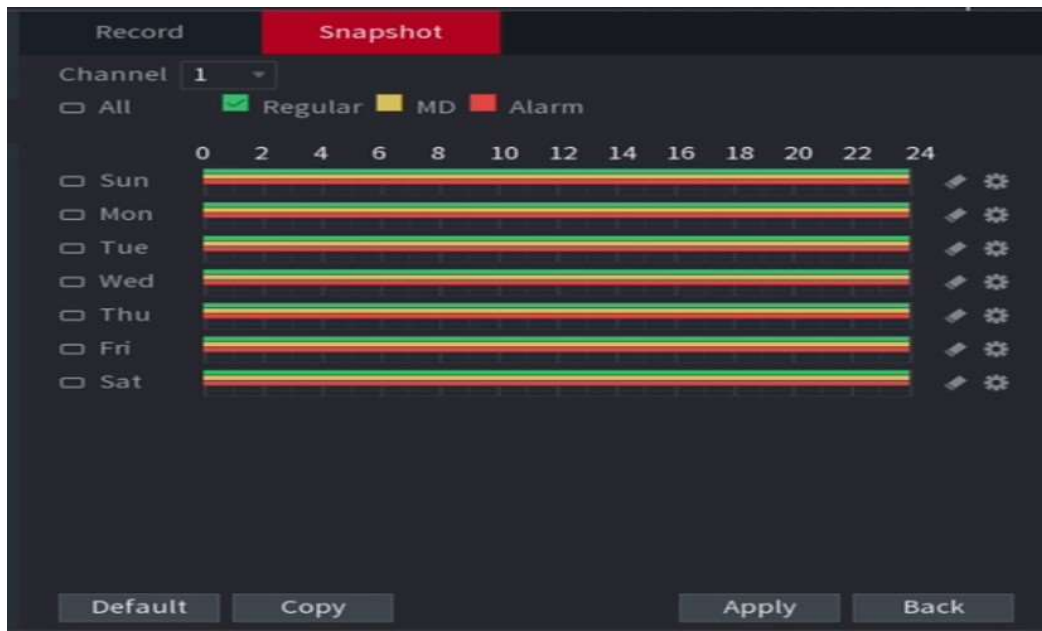 Record Snapshot
Channel 1
All Regular MD Alarm
0 2 4 6 8 10 12 14 16 18 20 22 24
Sun
Mon
Tue
Wed
Thu
Fri
Sat
Default Copy Apply Back